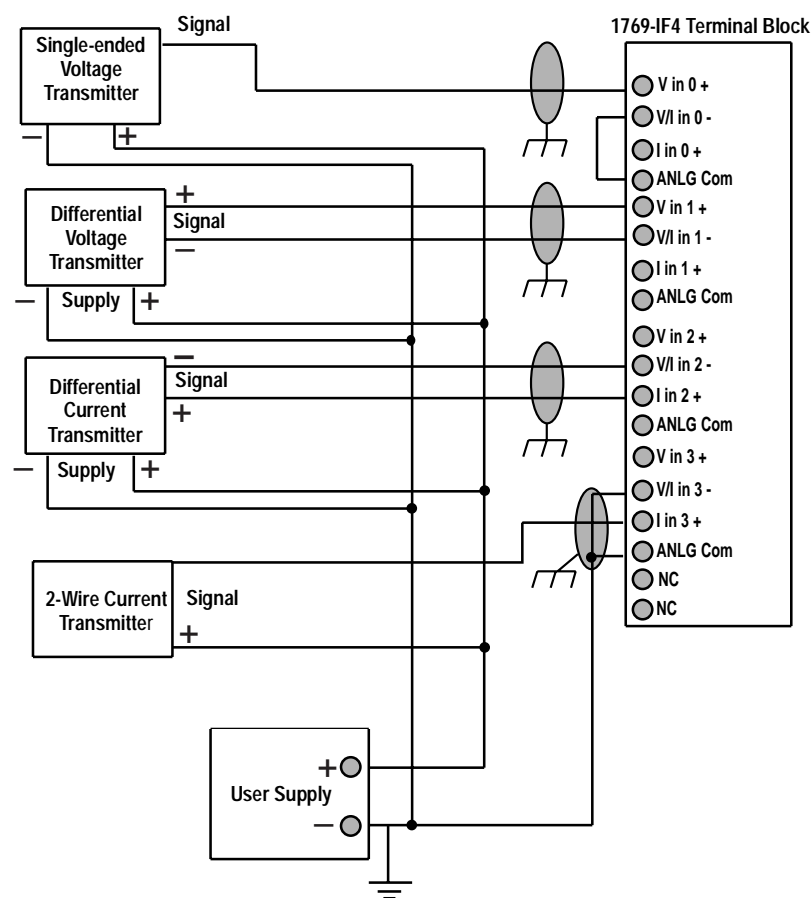 1769-IF4 Terminal Block
Signal
Single-ended
Voltage
Transmitter
− +
V in 0 +
V/I in 0 -
I in 0 +
ANLG Com
V in 1 +
V/I in 1 -
I in 1 +
ANLG Com
V in 2 +
V/I in 2 -
I in 2 +
ANLG Com
V in 3 +
V/I in 3 -
I in 3 +
ANLG Com
NC
NC
Differential
Voltage
Transmitter
+
Signal
−
− Supply +
Differential
Current
Transmitter
−
Signal
+
− Supply +
2-Wire Current
Transmitter
Signal
+
User Supply
+
−